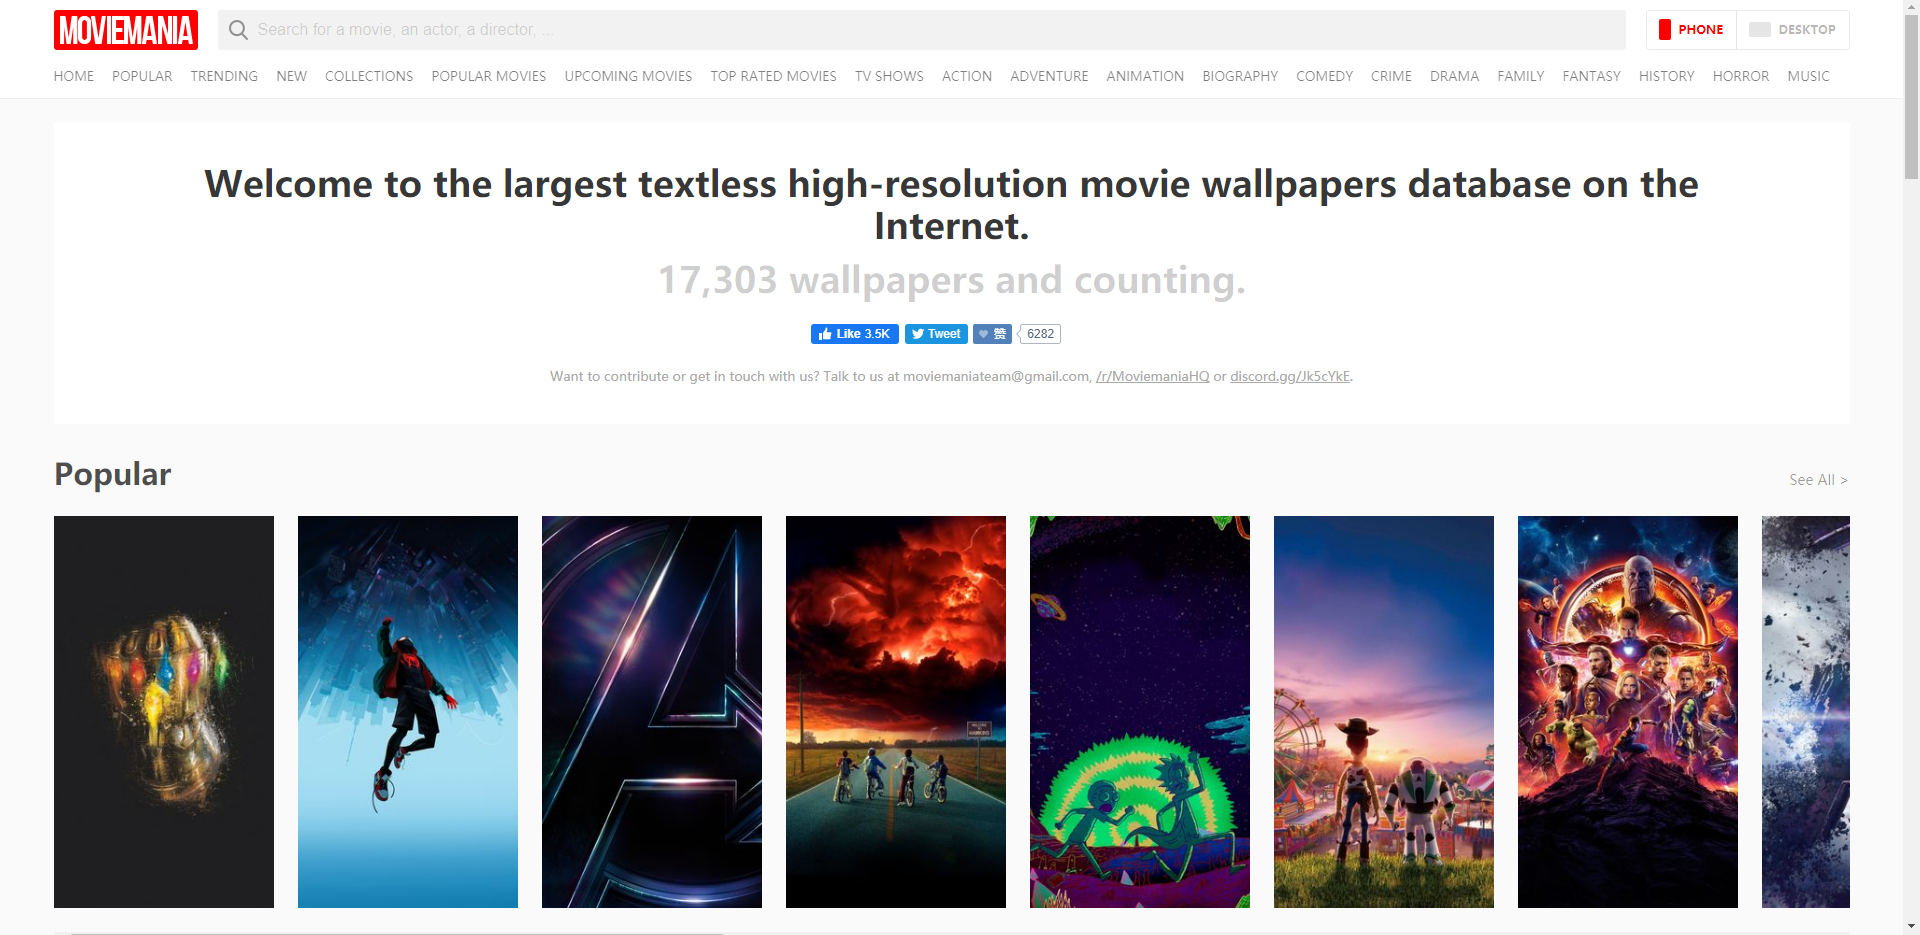 MOVIEMANIA
Search for a movie, an actor, a director, ...
PHONE
DESKTOP
HOME POPULAR TRENDING NEW COLLECTIONS POPULAR MOVIES UPCOMING MOVIES TOP RATED MOVIES TV SHOWS ACTION ADVENTURE ANIMATION BIOGRAPHY COMEDY CRIME DRAMA FAMILY FANTASY HISTORY HORROR MUSIC
Welcome to the largest textless high-resolution movie wallpapers database on the
Internet.
17,303 wallpapers and counting.
Like 3.5K Tweet 赞 6282
Want to contribute or get in touch with us? Talk to us at moviemaniateam@gmail.com, /r/MoviemaniaHQ or discord.gg/Jk5cYkE.
Popular
See All >